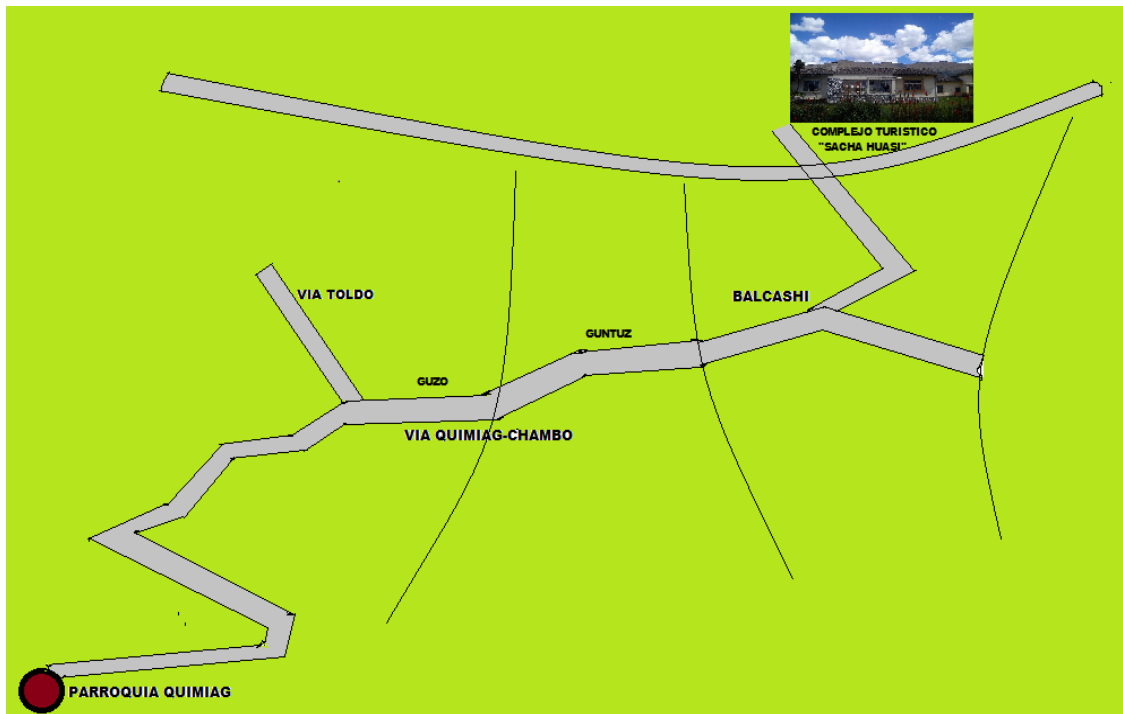 COMPLEJO TURISTICO
"SACHA HUASI"
VIA TOLDO
BALCASHI
GUNTUZ
GUZO
VIA QUIMIAG-CHAMBO
PARROQUIA QUIMIAG